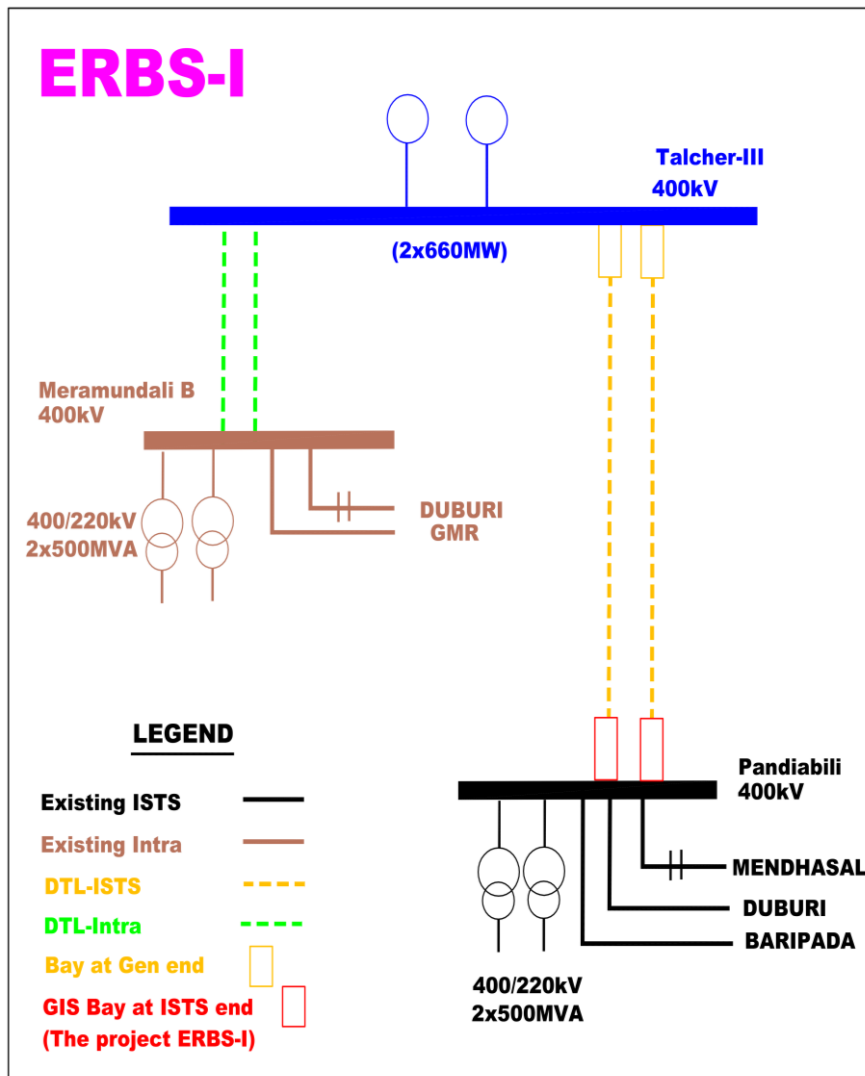 ERBS-I
Talcher-III
400kV
(2x660MW)
Meramundali B
400kV
400/220kV
2x500MVA
DUBURI
GMR
LEGEND
Existing ISTS
Existing Intra
DTL-ISTS
DTL-Intra
Bay at Gen end
GIS Bay at ISTS end
(The project ERBS-I)
Pandiabili
400kV
MENDHASAL
DUBURI
BARIPADA
400/220kV
2x500MVA